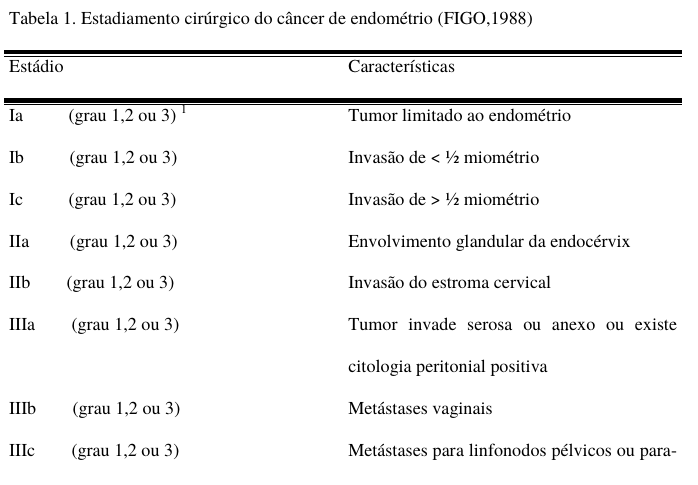 Tabela 1. Estadiamento cirúrgico do câncer de endométrio (FIGO,1988)
Estádio Características
Ia (grau 1,2 ou 3) 1 Tumor limitado ao endométrio
Ib (grau 1,2 ou 3) Invasão de < ½ miométrio
Ic (grau 1,2 ou 3) Invasão de > ½ miométrio
IIa (grau 1,2 ou 3) Envolvimento glandular da endocérvix
IIb (grau 1,2 ou 3) Invasão do estroma cervical
IIIa (grau 1,2 ou 3) Tumor invade serosa ou anexo ou existe
citologia peritonial positiva
IIIb (grau 1,2 ou 3) Metástases vaginais
IIIc (grau 1,2 ou 3) Metástases para linfonodos pélvicos ou para-